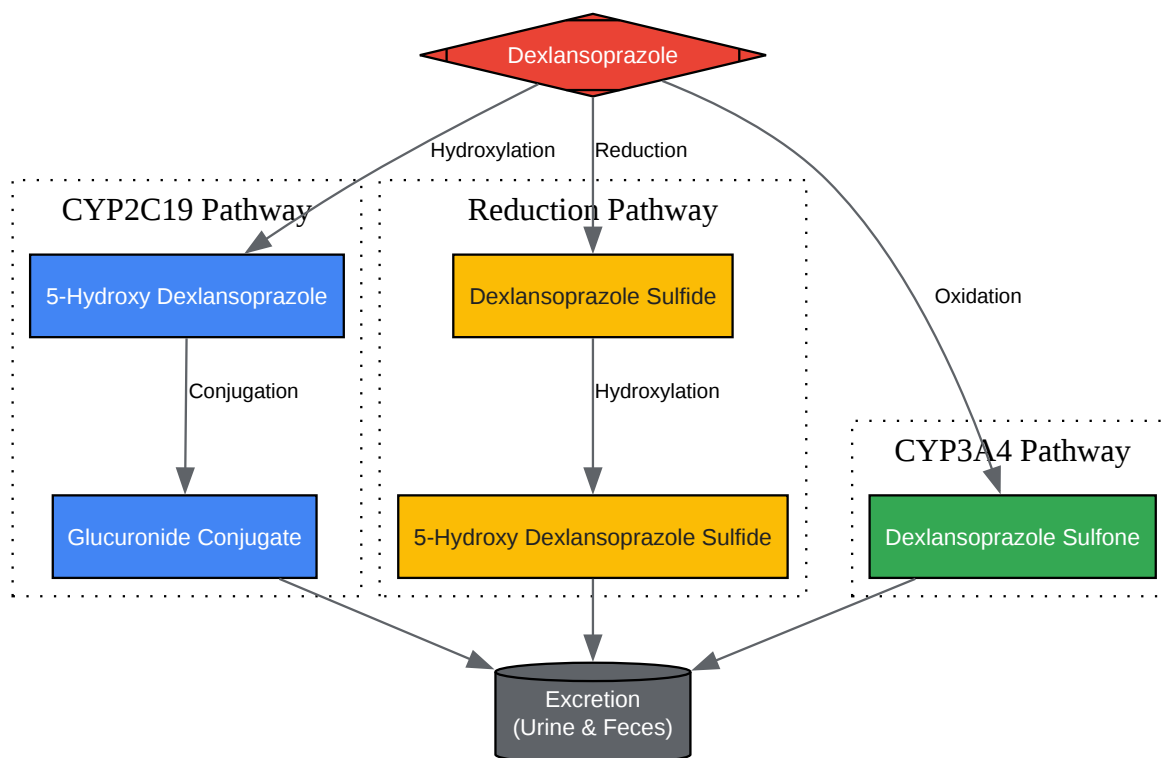 Dexlansoprazole
Hydroxylation
Reduction
CYP2C19 Pathway
Reduction Pathway
5-Hydroxy Dexlansoprazole
Dexlansoprazole Sulfide
Oxidation
Conjugation
Hydroxylation
CYP3A4 Pathway
Glucuronide Conjugate
5-Hydroxy Dexlansoprazole Sulfide
Dexlansoprazole Sulfone
Excretion
(Urine & Feces)